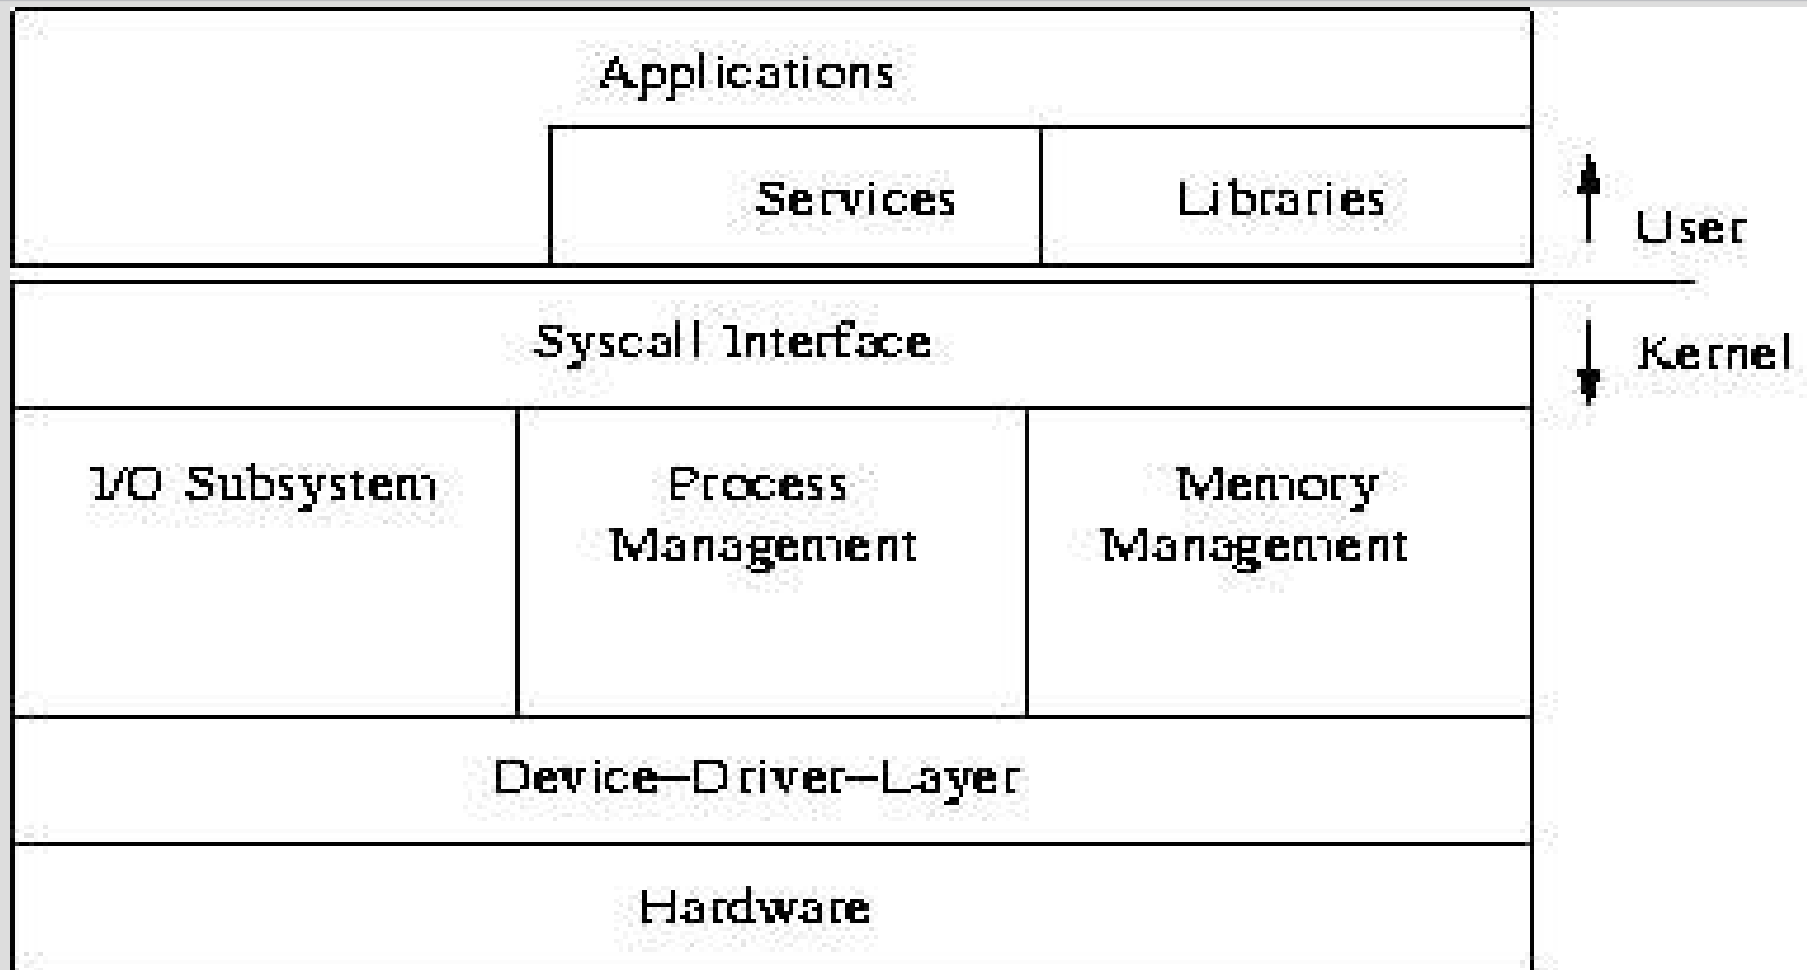 Applications
Services
Libraries
User
Syscall Interface
Kernel
I/O Subsystem
Process
Management
Memory
Management
Device-Driver-Layer
Hardware